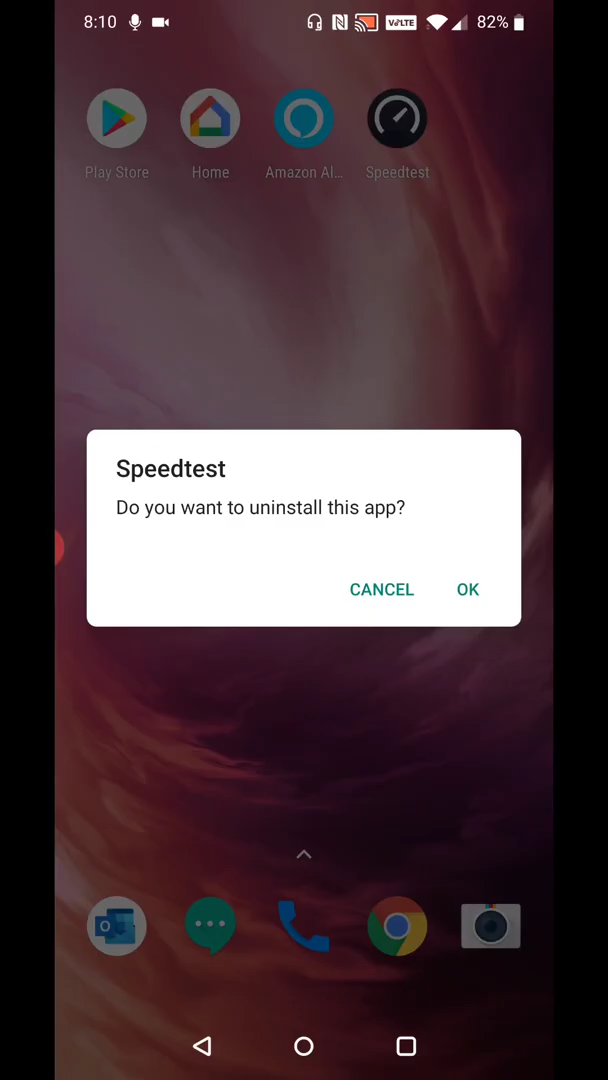 8:10 VoLTE 82%
Play Store Home Amazon Al... Speedtest
Speedtest
Do you want to uninstall this app?
CANCEL OK